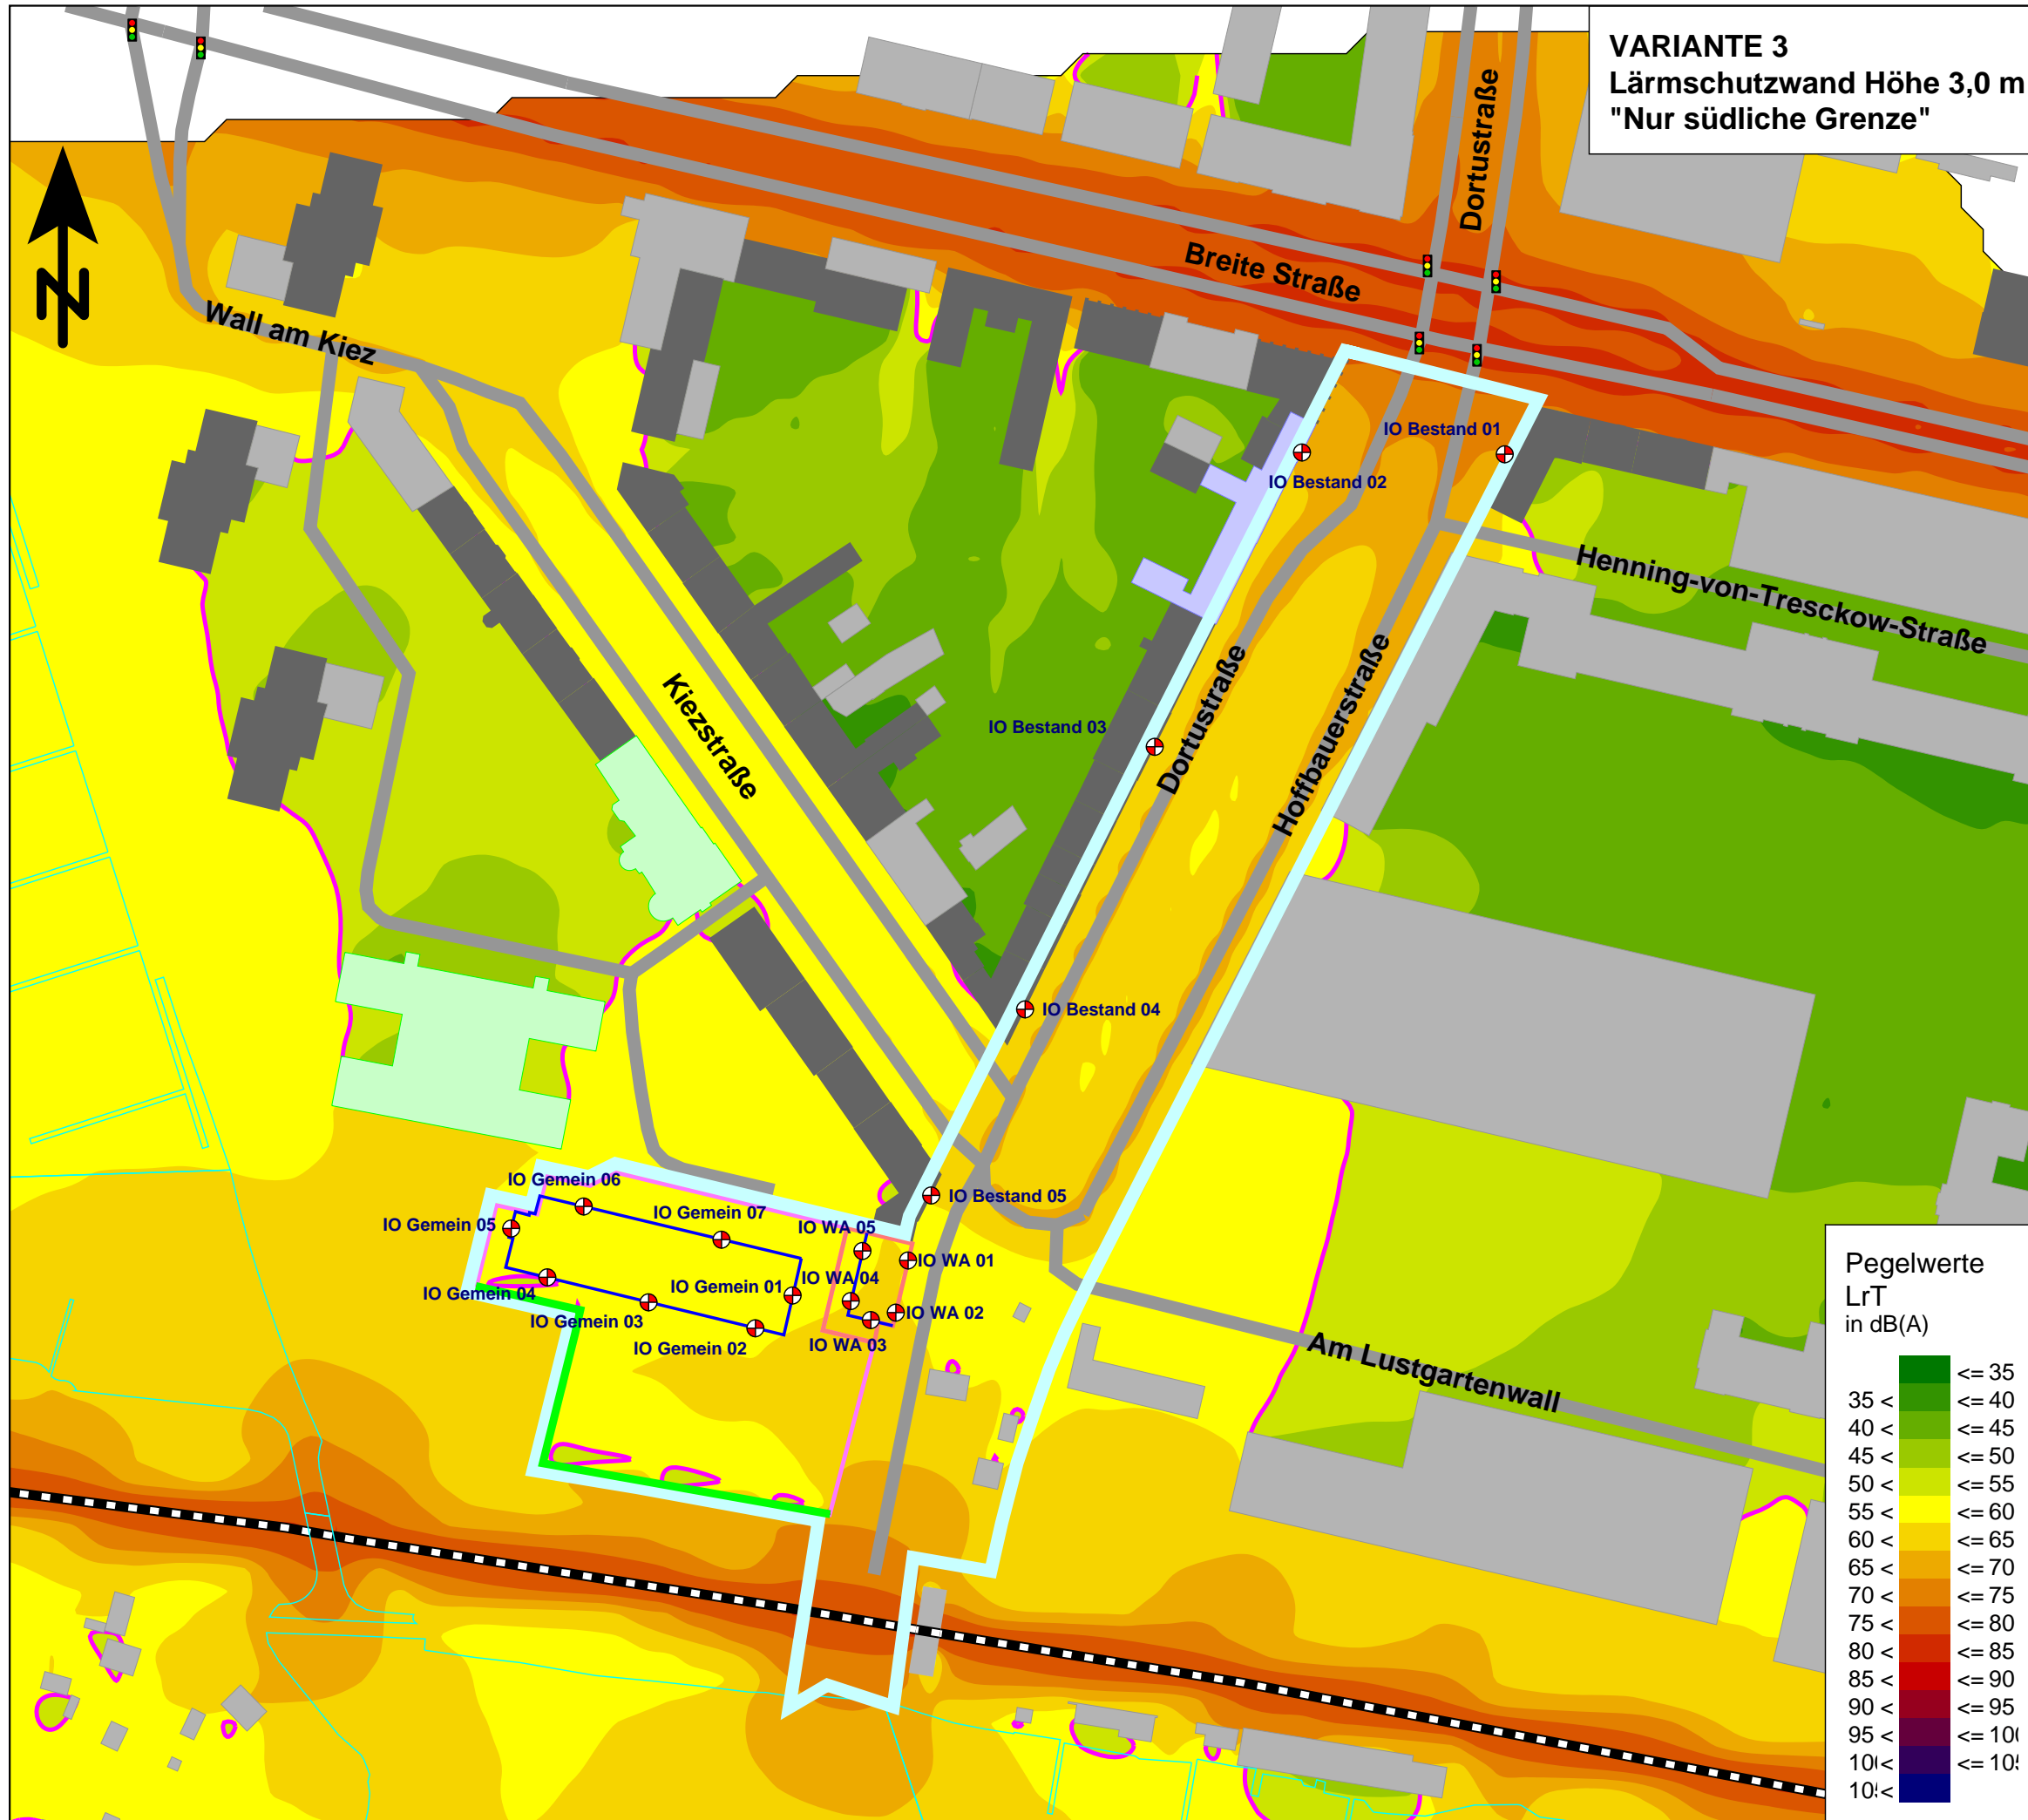 VARIANTE 3
Lärmschutzwand Höhe 3,0 m
"Nur südliche Grenze"
N
Dortustraße
Breite Straße
Wall am Kiez
IO Bestand 01
IO Bestand 02
Henning-von-Tresckow-Straße
Kiezstraße
IO Bestand 03
Dortustraße
Hoffbauerstraße
IO Bestand 04
IO Gemein 06
IO Bestand 05
IO Gemein 05
IO Gemein 07
IO WA 05
IO WA 01
IO Gemein 04
IO Gemein 01
IO WA 04
IO Gemein 03
IO WA 02
IO Gemein 02
IO WA 03
Am Lustgartenwall
Pegelwerte
LrT
in dB(A)
<= 35
35 < <= 40
40 < <= 45
45 < <= 50
50 < <= 55
55 < <= 60
60 < <= 65
65 < <= 70
70 < <= 75
75 < <= 80
80 < <= 85
85 < <= 90
90 < <= 95
95 < <= 10
10 < <= 10
10 <